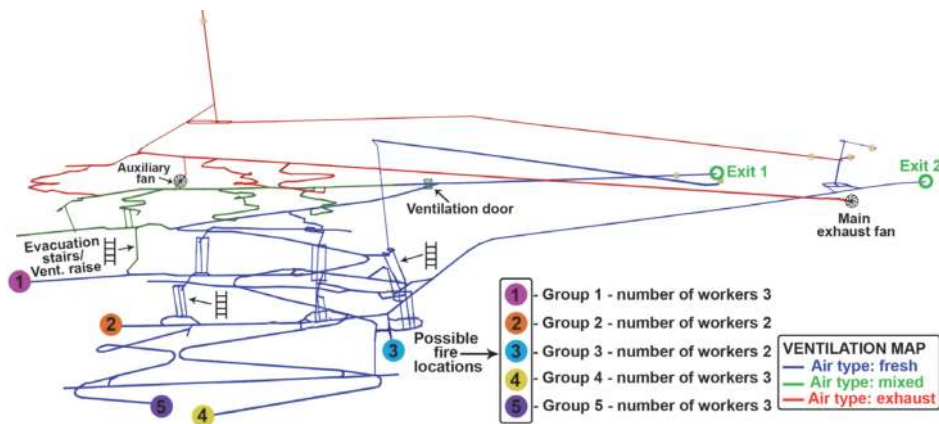 Auxiliary
fan
Exit 1
Exit 2
Ventilation door
Main
exhaust fan
Evacuation
stairs/
Vent. raise
1
2
3
4
5
Possible
fire
locations
1 - Group 1 - number of workers 3
2 - Group 2 - number of workers 2
3 - Group 3 - number of workers 2
4 - Group 4 - number of workers 3
5 - Group 5 - number of workers 3
VENTILATION MAP
Air type: fresh
Air type: mixed
Air type: exhaust